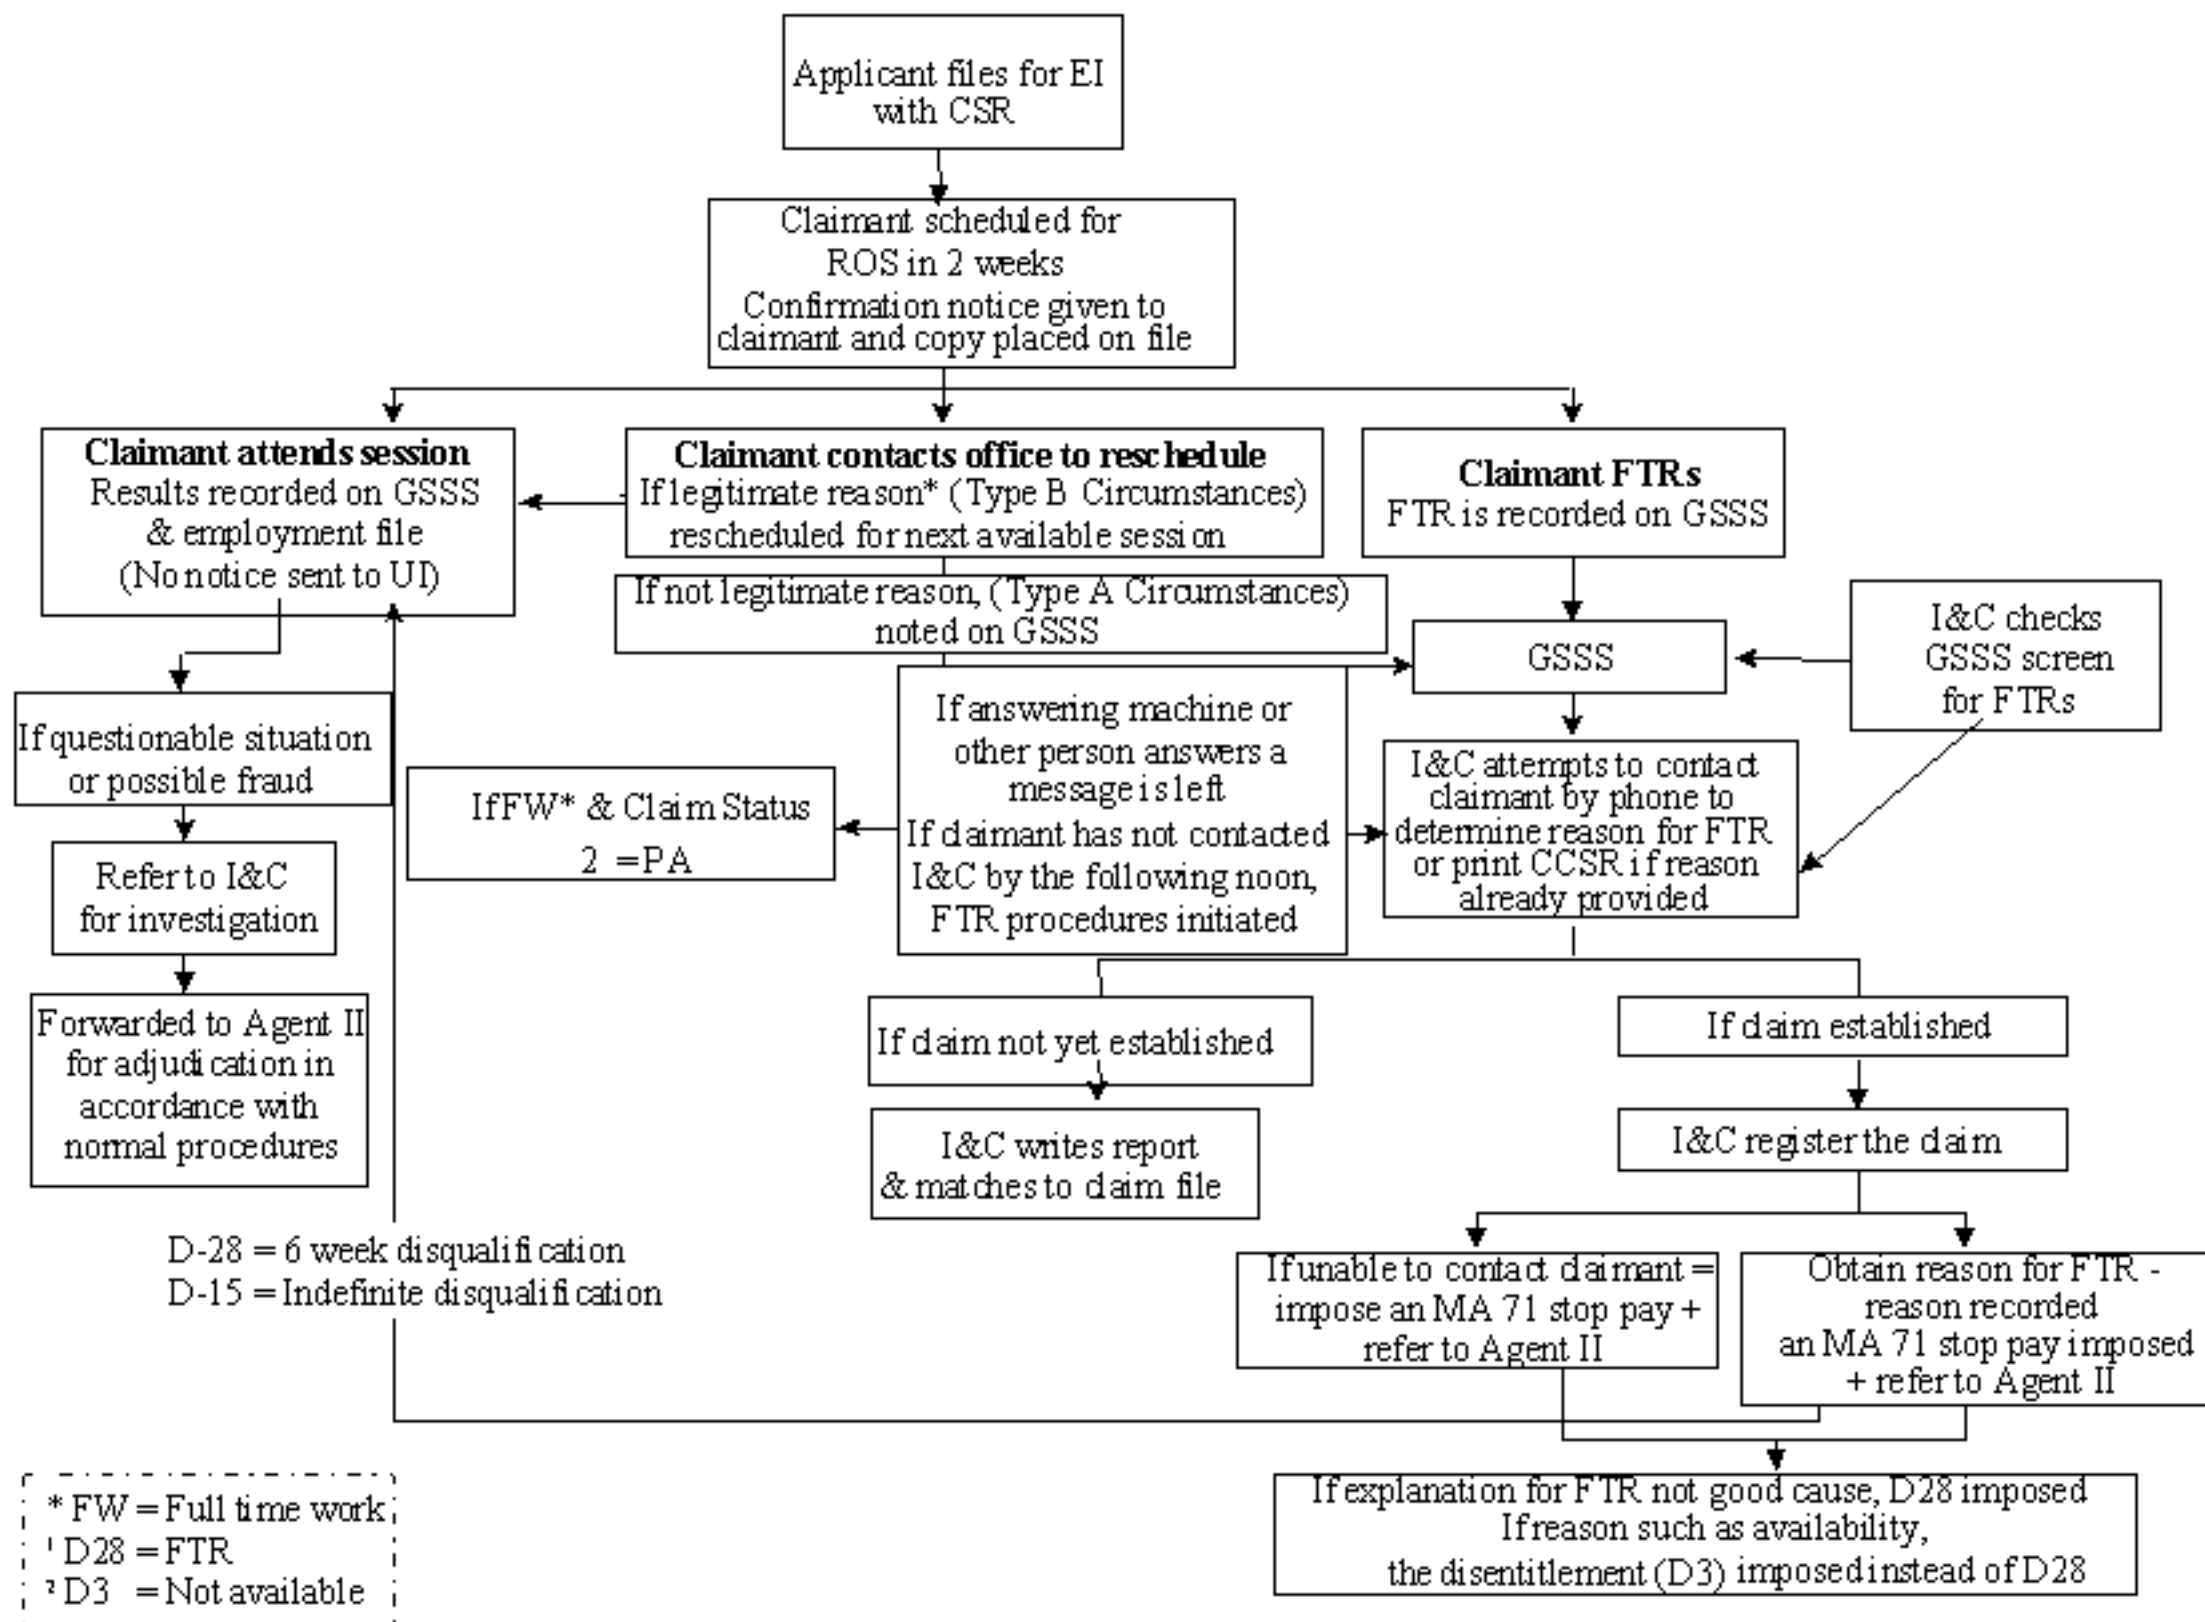 Applicant files for EI
with CSR
Claimant scheduled for
ROS in 2 weeks
Confirmation notice given to
claimant and copy placed on file
Claimant attends session
Results recorded on GSSS
& employment file
(No notice sent to UI)
Claimant contacts office to reschedule
If legitimate reason* (Type B Circumstances)
rescheduled for next available session
Claimant FTRs
FTR is recorded on GSSS
If not legitimate reason, (Type A Circumstances)
noted on GSSS
GSSS
I&C checks
GSSS screen
for FTRs
If questionable situation
or possible fraud
If FW* & Claim Status
2 = PA
If answering machine or
other person answers a
message is left
If claimant has not contacted
I&C by the following noon,
FTR procedures initiated
I&C attempts to contact
claimant by phone to
determine reason for FTR
or print CCSR if reason
already provided
Refer to I&C
for investigation
Forwarded to Agent II
for adjudication in
accordance with
normal procedures
If claim not yet established
If claim established
I&C writes report
& matches to claim file
I&C register the claim
D-28 = 6 week disqualification
D-15 = Indefinite disqualification
If unable to contact claimant =
impose an MA 71 stop pay +
refer to Agent II
Obtain reason for FTR -
reason recorded
an MA 71 stop pay imposed
+ refer to Agent II
If explanation for FTR not good cause, D28 imposed
If reason such as availability,
the disentitlement (D3) imposed instead of D28
* FW = Full time work
¹ D28 = FTR
² D3 = Not available